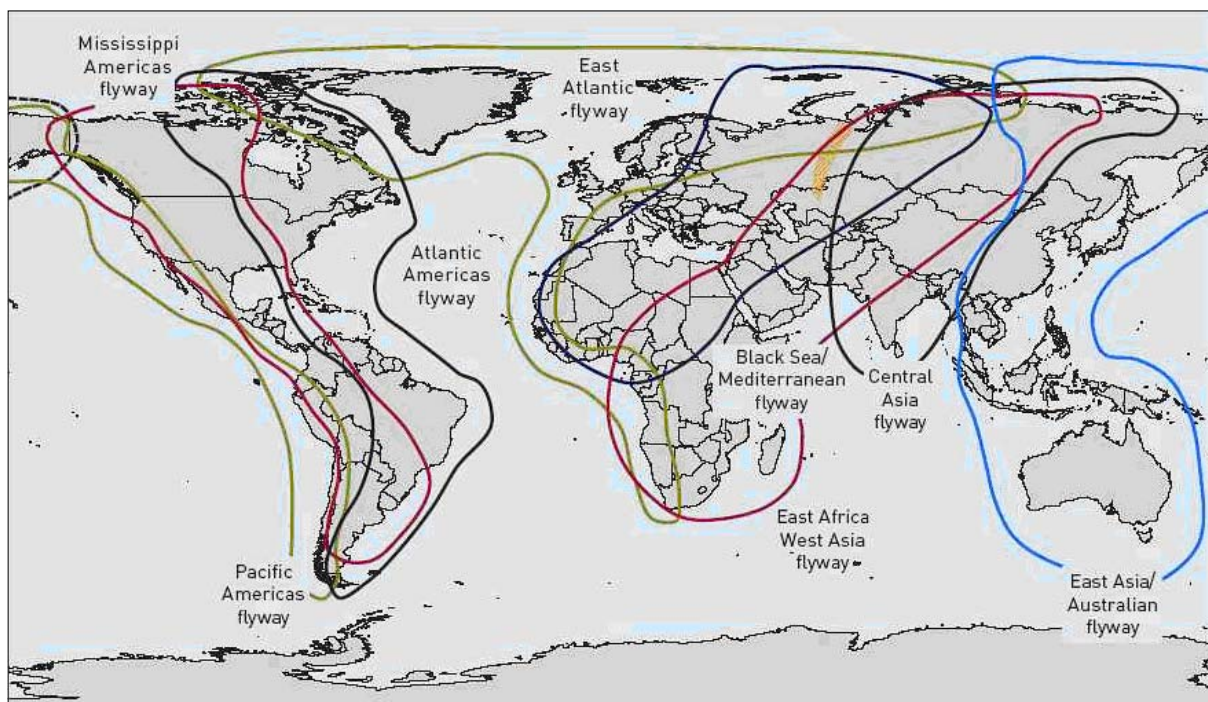 Mississippi
Americas
flyway
East
Atlantic
flyway
Atlantic
Americas
flyway
Black Sea/
Mediterranean
flyway
Central
Asia
flyway
East Africa
West Asia
flyway
Pacific
Americas
flyway
East Asia/
Australian
flyway